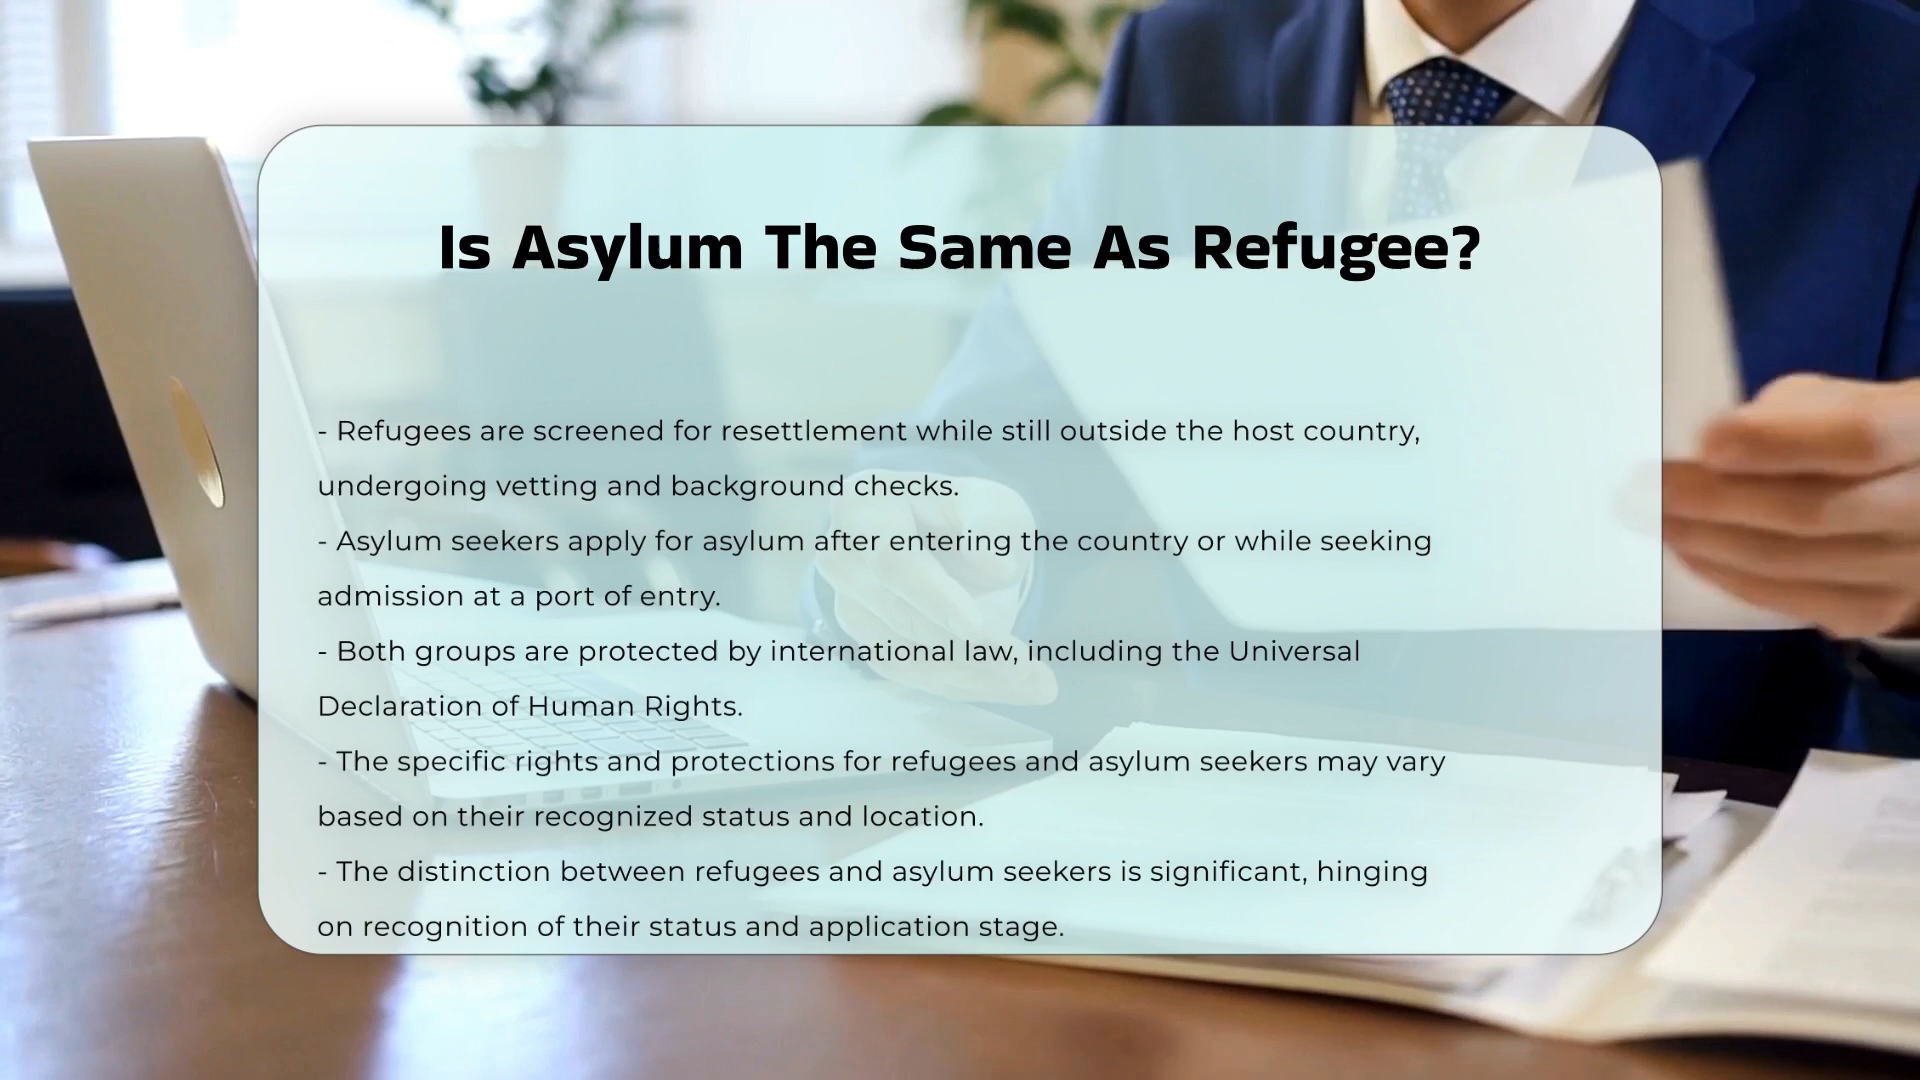 Is Asylum The Same As Refugee?
- Refugees are screened for resettlement while still outside the host country,
undergoing vetting and background checks.
- Asylum seekers apply for asylum after entering the country or while seeking
admission at a port of entry.
- Both groups are protected by international law, including the Universal
Declaration of Human Rights.
- The specific rights and protections for refugees and asylum seekers may vary
based on their recognized status and location.
- The distinction between refugees and asylum seekers is significant, hinging
on recognition of their status and application stage.